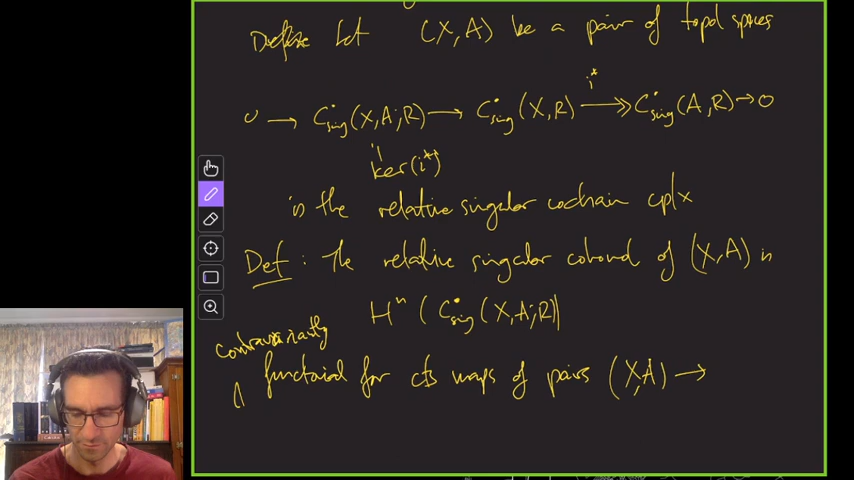 Define Let (X,A) be a pair of topol spaces
0 → C•sing(X,A;R) → C•sing(X,R) i* ↠ C•sing(A,R) → 0
ker(i*)
is the relative singular cochain cplx
Def: The relative singular cohomol of (X,A) is
Hⁿ(C•sing(X,A;R)
contravariantly
functorial for cts maps of pairs (X,A) →